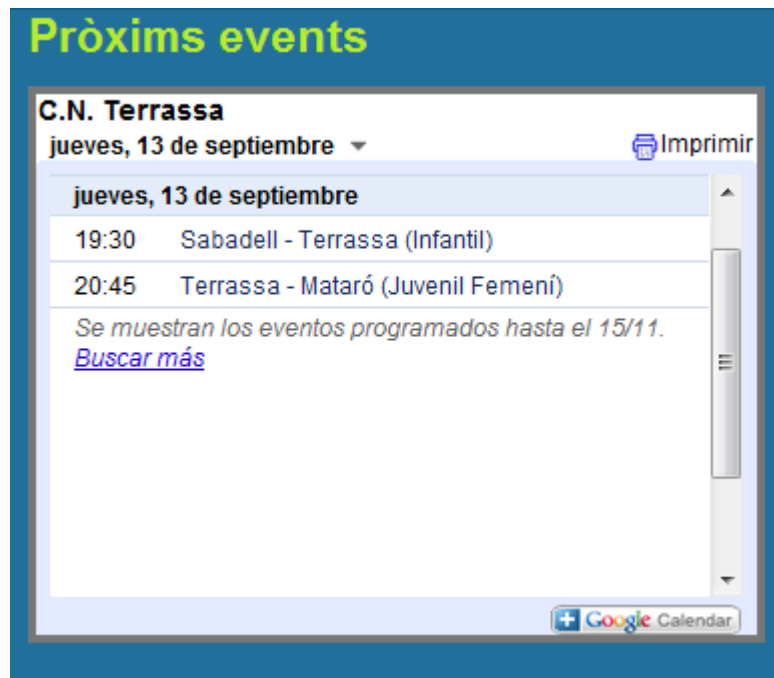 Pròxims events
C.N. Terrassa
jueves, 13 de septiembre
Imprimir
jueves, 13 de septiembre
19:30 Sabadell - Terrassa (Infantil)
20:45 Terrassa - Mataró (Juvenil Femení)
Se muestran los eventos programados hasta el 15/11.
Buscar más
Google Calendar